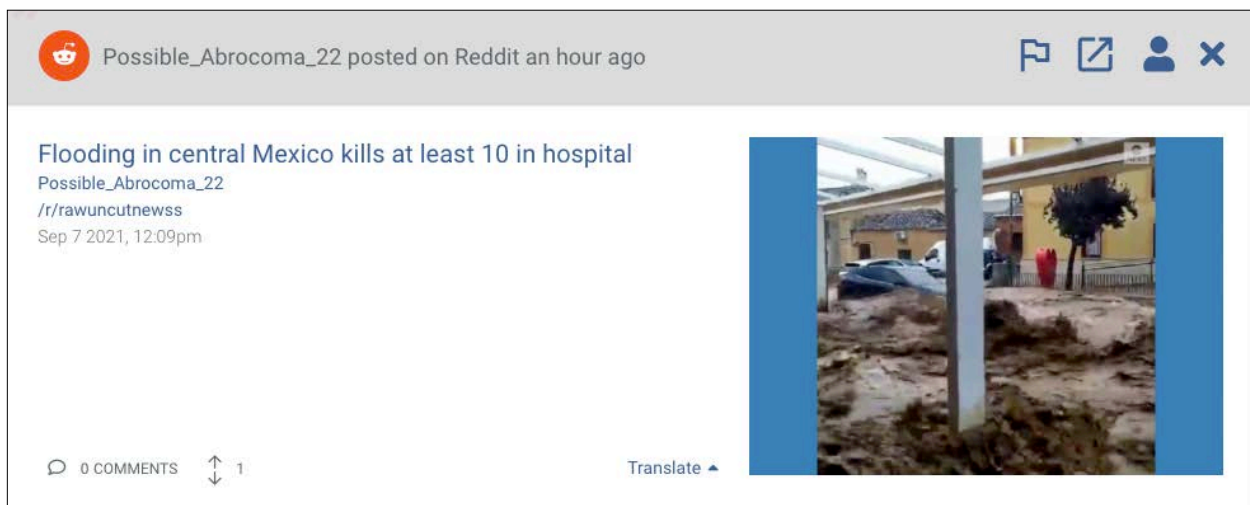 Possible_Abrocoma_22 posted on Reddit an hour ago
Flooding in central Mexico kills at least 10 in hospital
Possible_Abrocoma_22
/r/rawuncutnewss
Sep 7 2021, 12:09pm
0 COMMENTS 1
Translate